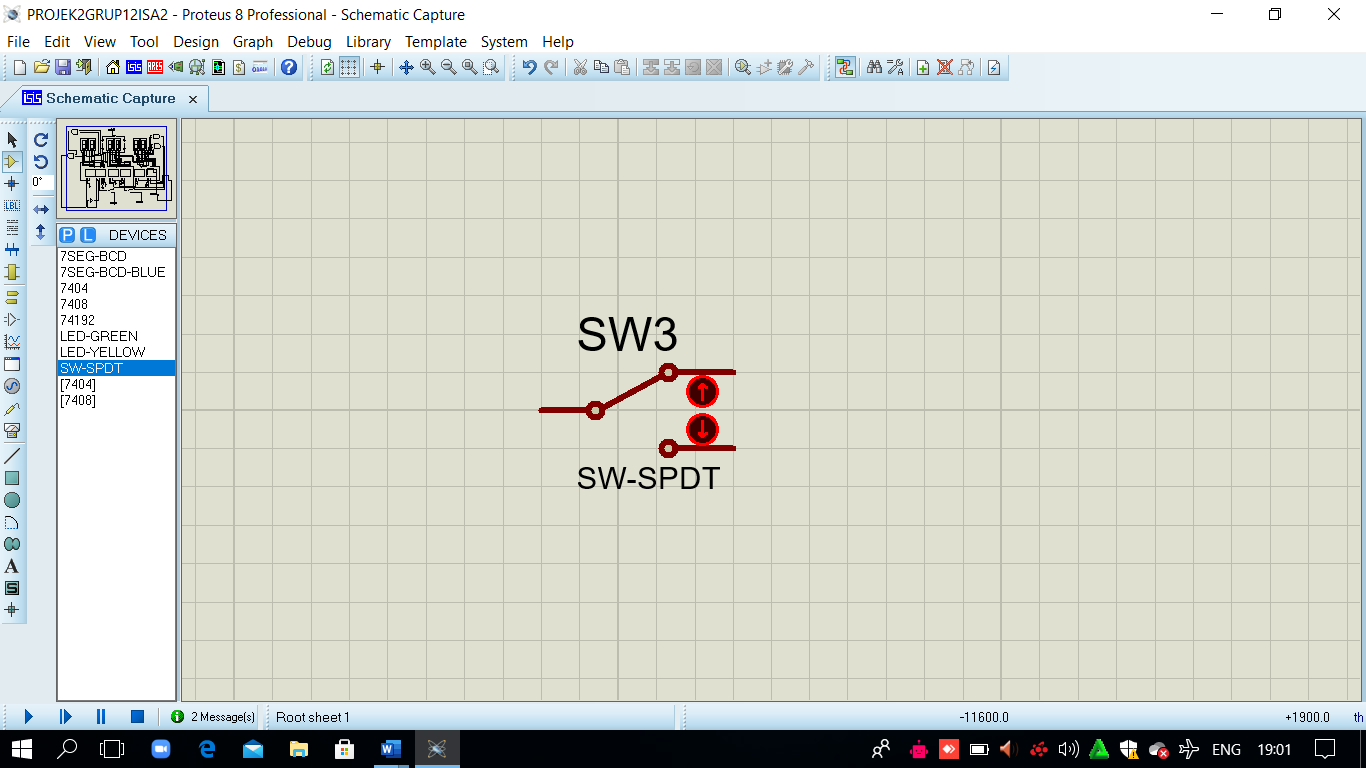 PROJEK2GRUP12ISA2 - Proteus 8 Professional - Schematic Capture
File Edit View Tool Design Graph Debug Library Template System Help
Schematic Capture
0°
LBL
P L DEVICES
7SEG-BCD
7SEG-BCD-BLUE
7404
7408
74192
LED-GREEN
LED-YELLOW
SW-SPDT
[7404]
[7408]
A
S
SW3
SW-SPDT
2 Message(s)
Root sheet 1
-11600.0
+1900.0
th
ENG
19:01